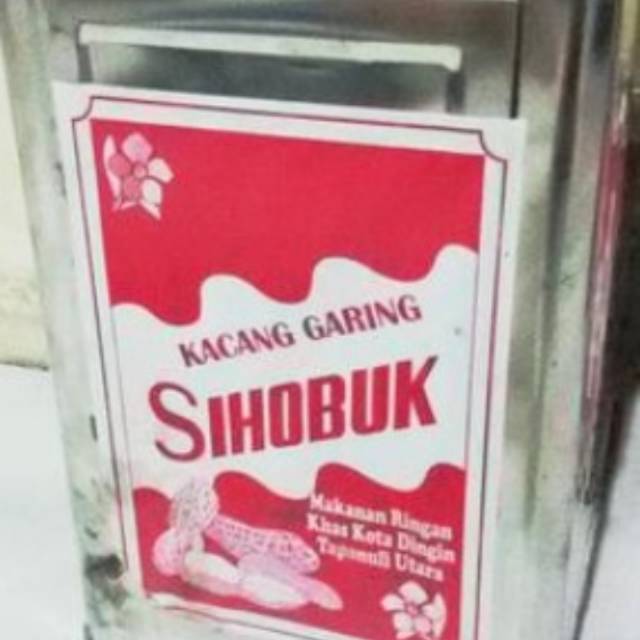 KACANG GARING
SIHOBUK
Makanan Ringan
Khas Kota Dingin
Tapanuli Utara